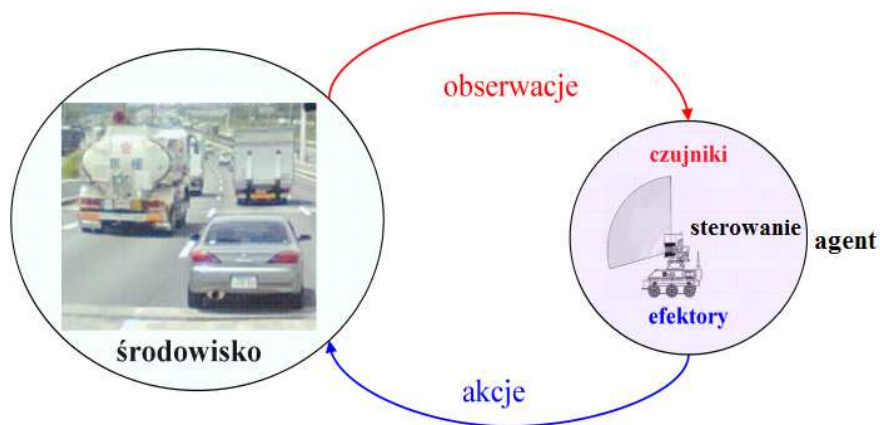 obserwacje
czujniki
sterowanie
agent
efektory
środowisko
akcje